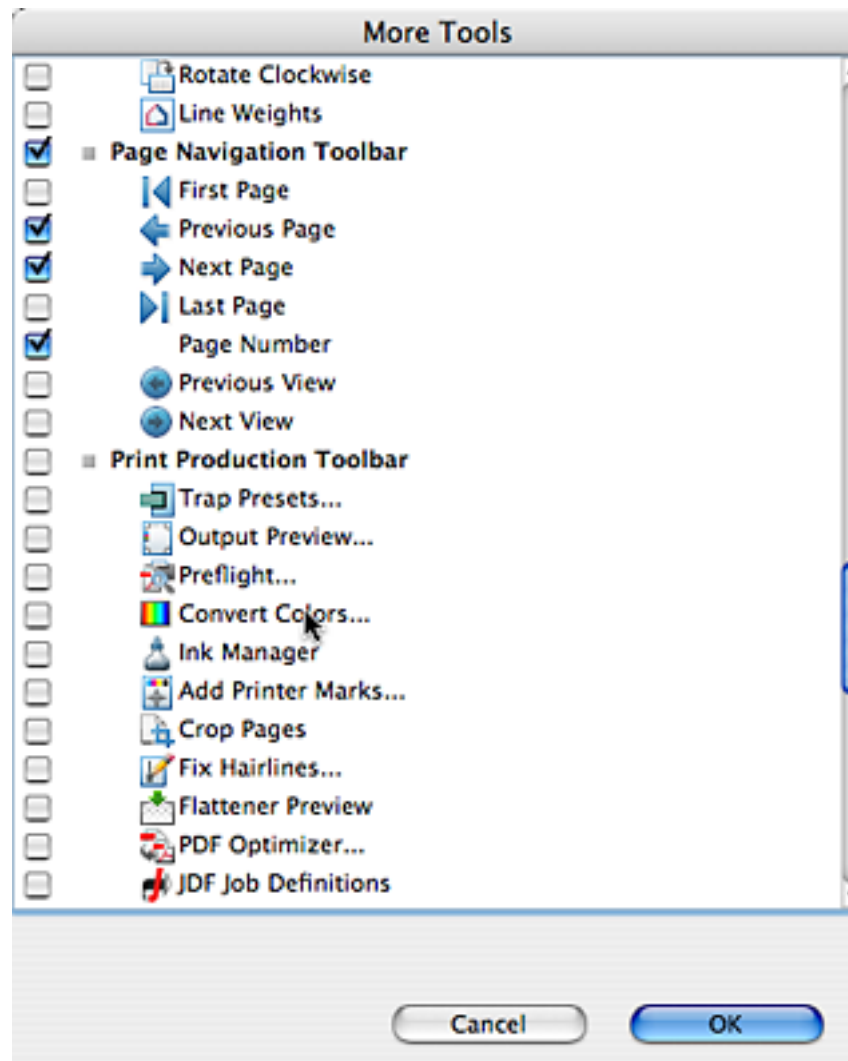 More Tools
Rotate Clockwise
Line Weights
Page Navigation Toolbar
First Page
Previous Page
Next Page
Last Page
Page Number
Previous View
Next View
Print Production Toolbar
Trap Presets...
Output Preview...
Preflight...
Convert Colors...
Ink Manager
Add Printer Marks...
Crop Pages
Fix Hairlines...
Flattener Preview
PDF Optimizer...
JDF Job Definitions
Cancel OK